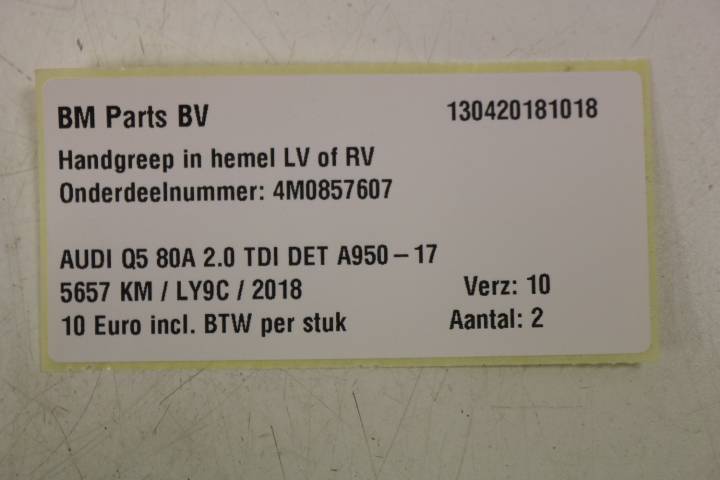 BM Parts BV 130420181018
Handgreep in hemel LV of RV
Onderdeelnummer: 4M0857607
AUDI Q5 80A 2.0 TDI DET A950-17
5657 KM / LY9C / 2018 Verz: 10
10 Euro incl. BTW per stuk Aantal: 2